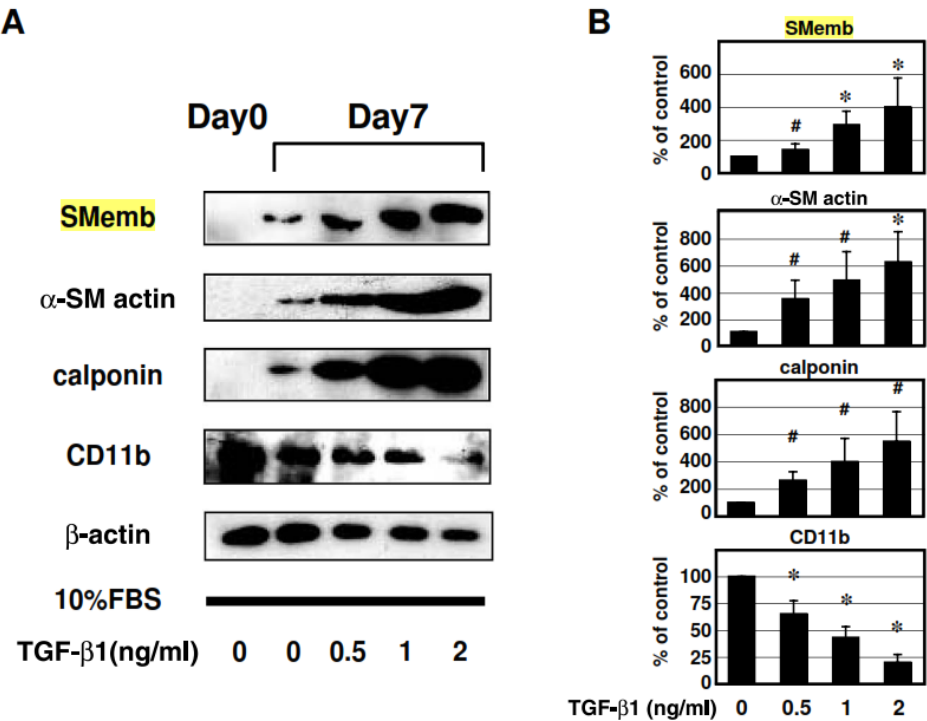 A
Day0 Day7
SMemb
α-SM actin
calponin
CD11b
β-actin
10%FBS
TGF-β1(ng/ml) 0 0 0.5 1 2
B
SMemb
% of control
600
400
200
0
#
*
*
α-SM actin
% of control
800
600
400
200
0
#
#
*
calponin
% of control
800
600
400
200
0
#
#
#
CD11b
% of control
100
75
50
25
0
*
*
*
TGF-β1 (ng/ml) 0 0.5 1 2